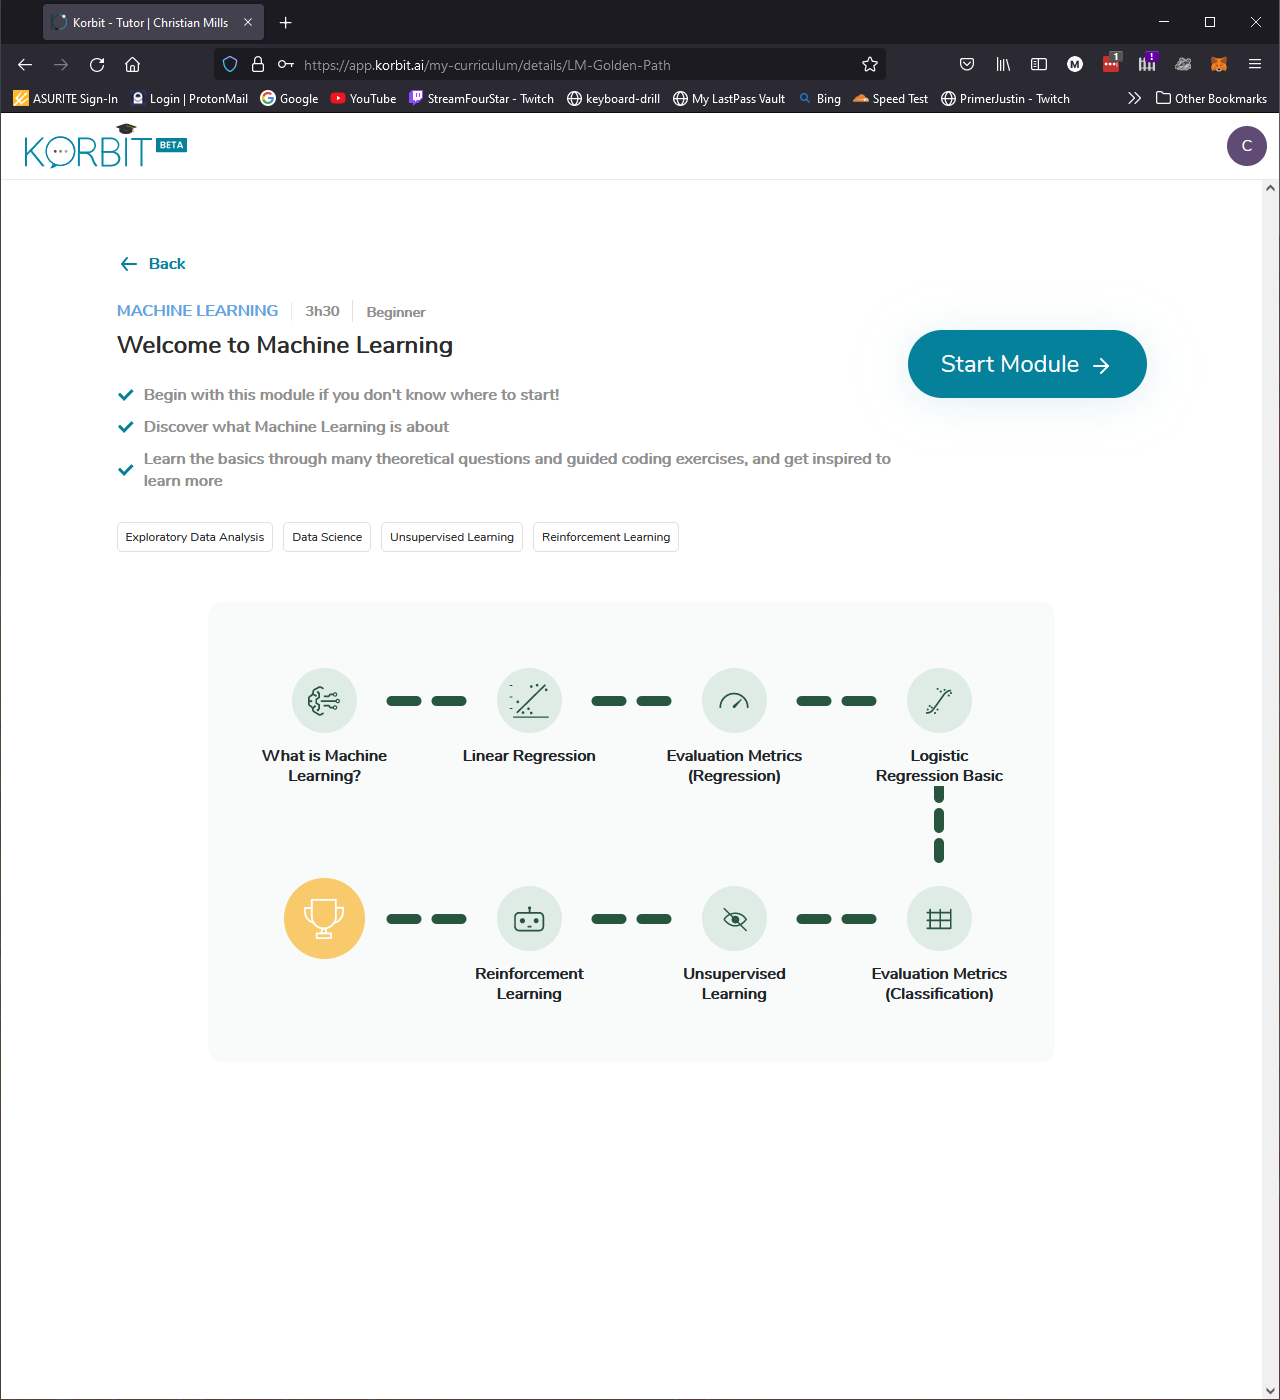 Korbit - Tutor | Christian Mills
https://app.korbit.ai/my-curriculum/details/LM-Golden-Path
M
1
!
ASURITE Sign-In
Login | ProtonMail
Google
YouTube
StreamFourStar - Twitch
keyboard-drill
My LastPass Vault
Bing
Speed Test
PrimerJustin - Twitch
Other Bookmarks
KORBIT BETA
C
Back
MACHINE LEARNING
3h30
Beginner
Welcome to Machine Learning
Start Module
Begin with this module if you don't know where to start!
Discover what Machine Learning is about
Learn the basics through many theoretical questions and guided coding exercises, and get inspired to
learn more
Exploratory Data Analysis
Data Science
Unsupervised Learning
Reinforcement Learning
What is Machine
Learning?
Linear Regression
Evaluation Metrics
(Regression)
Logistic
Regression Basic
Reinforcement
Learning
Unsupervised
Learning
Evaluation Metrics
(Classification)